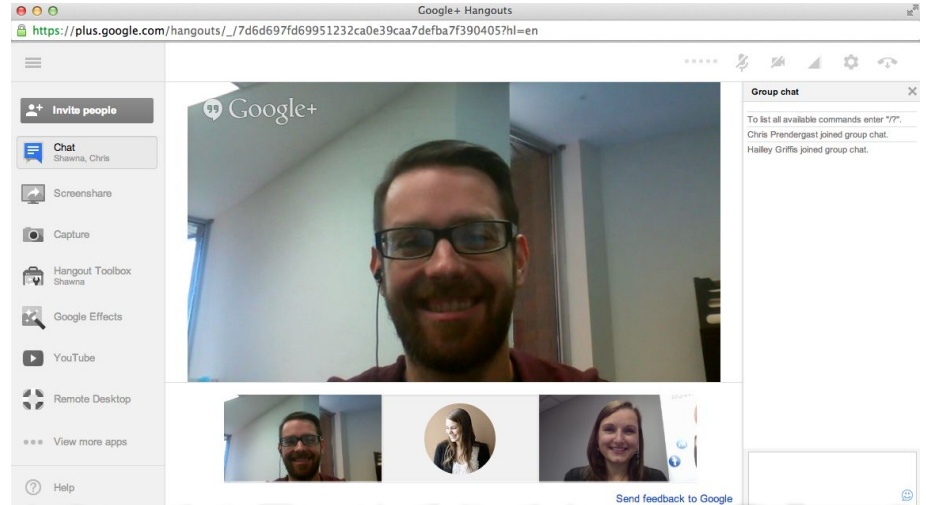 Google+ Hangouts
https://plus.google.com/hangouts/_/7d6d697fd69951232ca0e39caa7defba7f390405?hl=en
Invite people
Chat
Shawna, Chris
Screenshare
Capture
Hangout Toolbox
Shawna
Google Effects
YouTube
Remote Desktop
View more apps
Help
Google+
Group chat
To list all available commands enter "/?".
Chris Prendergast joined group chat.
Hailley Griffis joined group chat.
Send feedback to Google